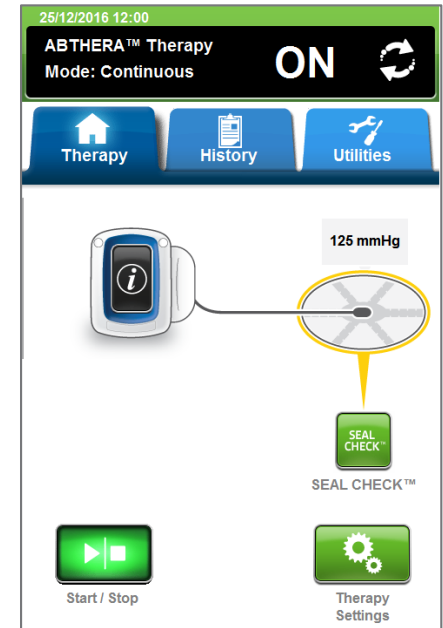 25/12/2016 12:00
ABTHERA™ Therapy
Mode: Continuous
ON
Therapy
History
Utilities
125 mmHg
i
SEAL
CHECK™
SEAL CHECK™
Start / Stop
Therapy
Settings